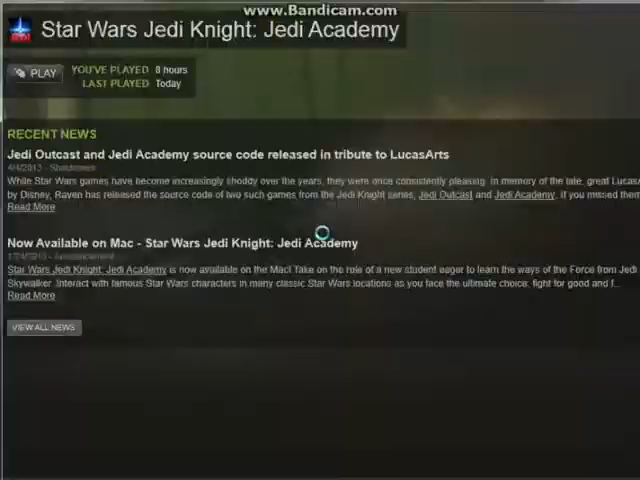 www.Bandicam.com
Star Wars Jedi Knight: Jedi Academy
PLAY
YOU'VE PLAYED 8 hours
LAST PLAYED Today
RECENT NEWS
Jedi Outcast and Jedi Academy source code released in tribute to LucasArts
4/4/2013 -
While Star Wars games have become increasingly shoddy over the years, they were once consistently pleasing. In memory of the late, great Lucas
by Disney, Raven has released the source code of two such games from the Jedi Knight series, Jedi Outcast and Jedi Academy. If you missed them
Read More
Now Available on Mac - Star Wars Jedi Knight: Jedi Academy
Announcement
Star Wars Jedi Knight: Jedi Academy is now available on the Mac! Take on the role of a new student eager to learn the ways of the Force from Jedi
Skywalker. Interact with famous Star Wars characters in many classic Star Wars locations as you face the ultimate choice: fight for good and f...
Read More
VIEW ALL NEWS